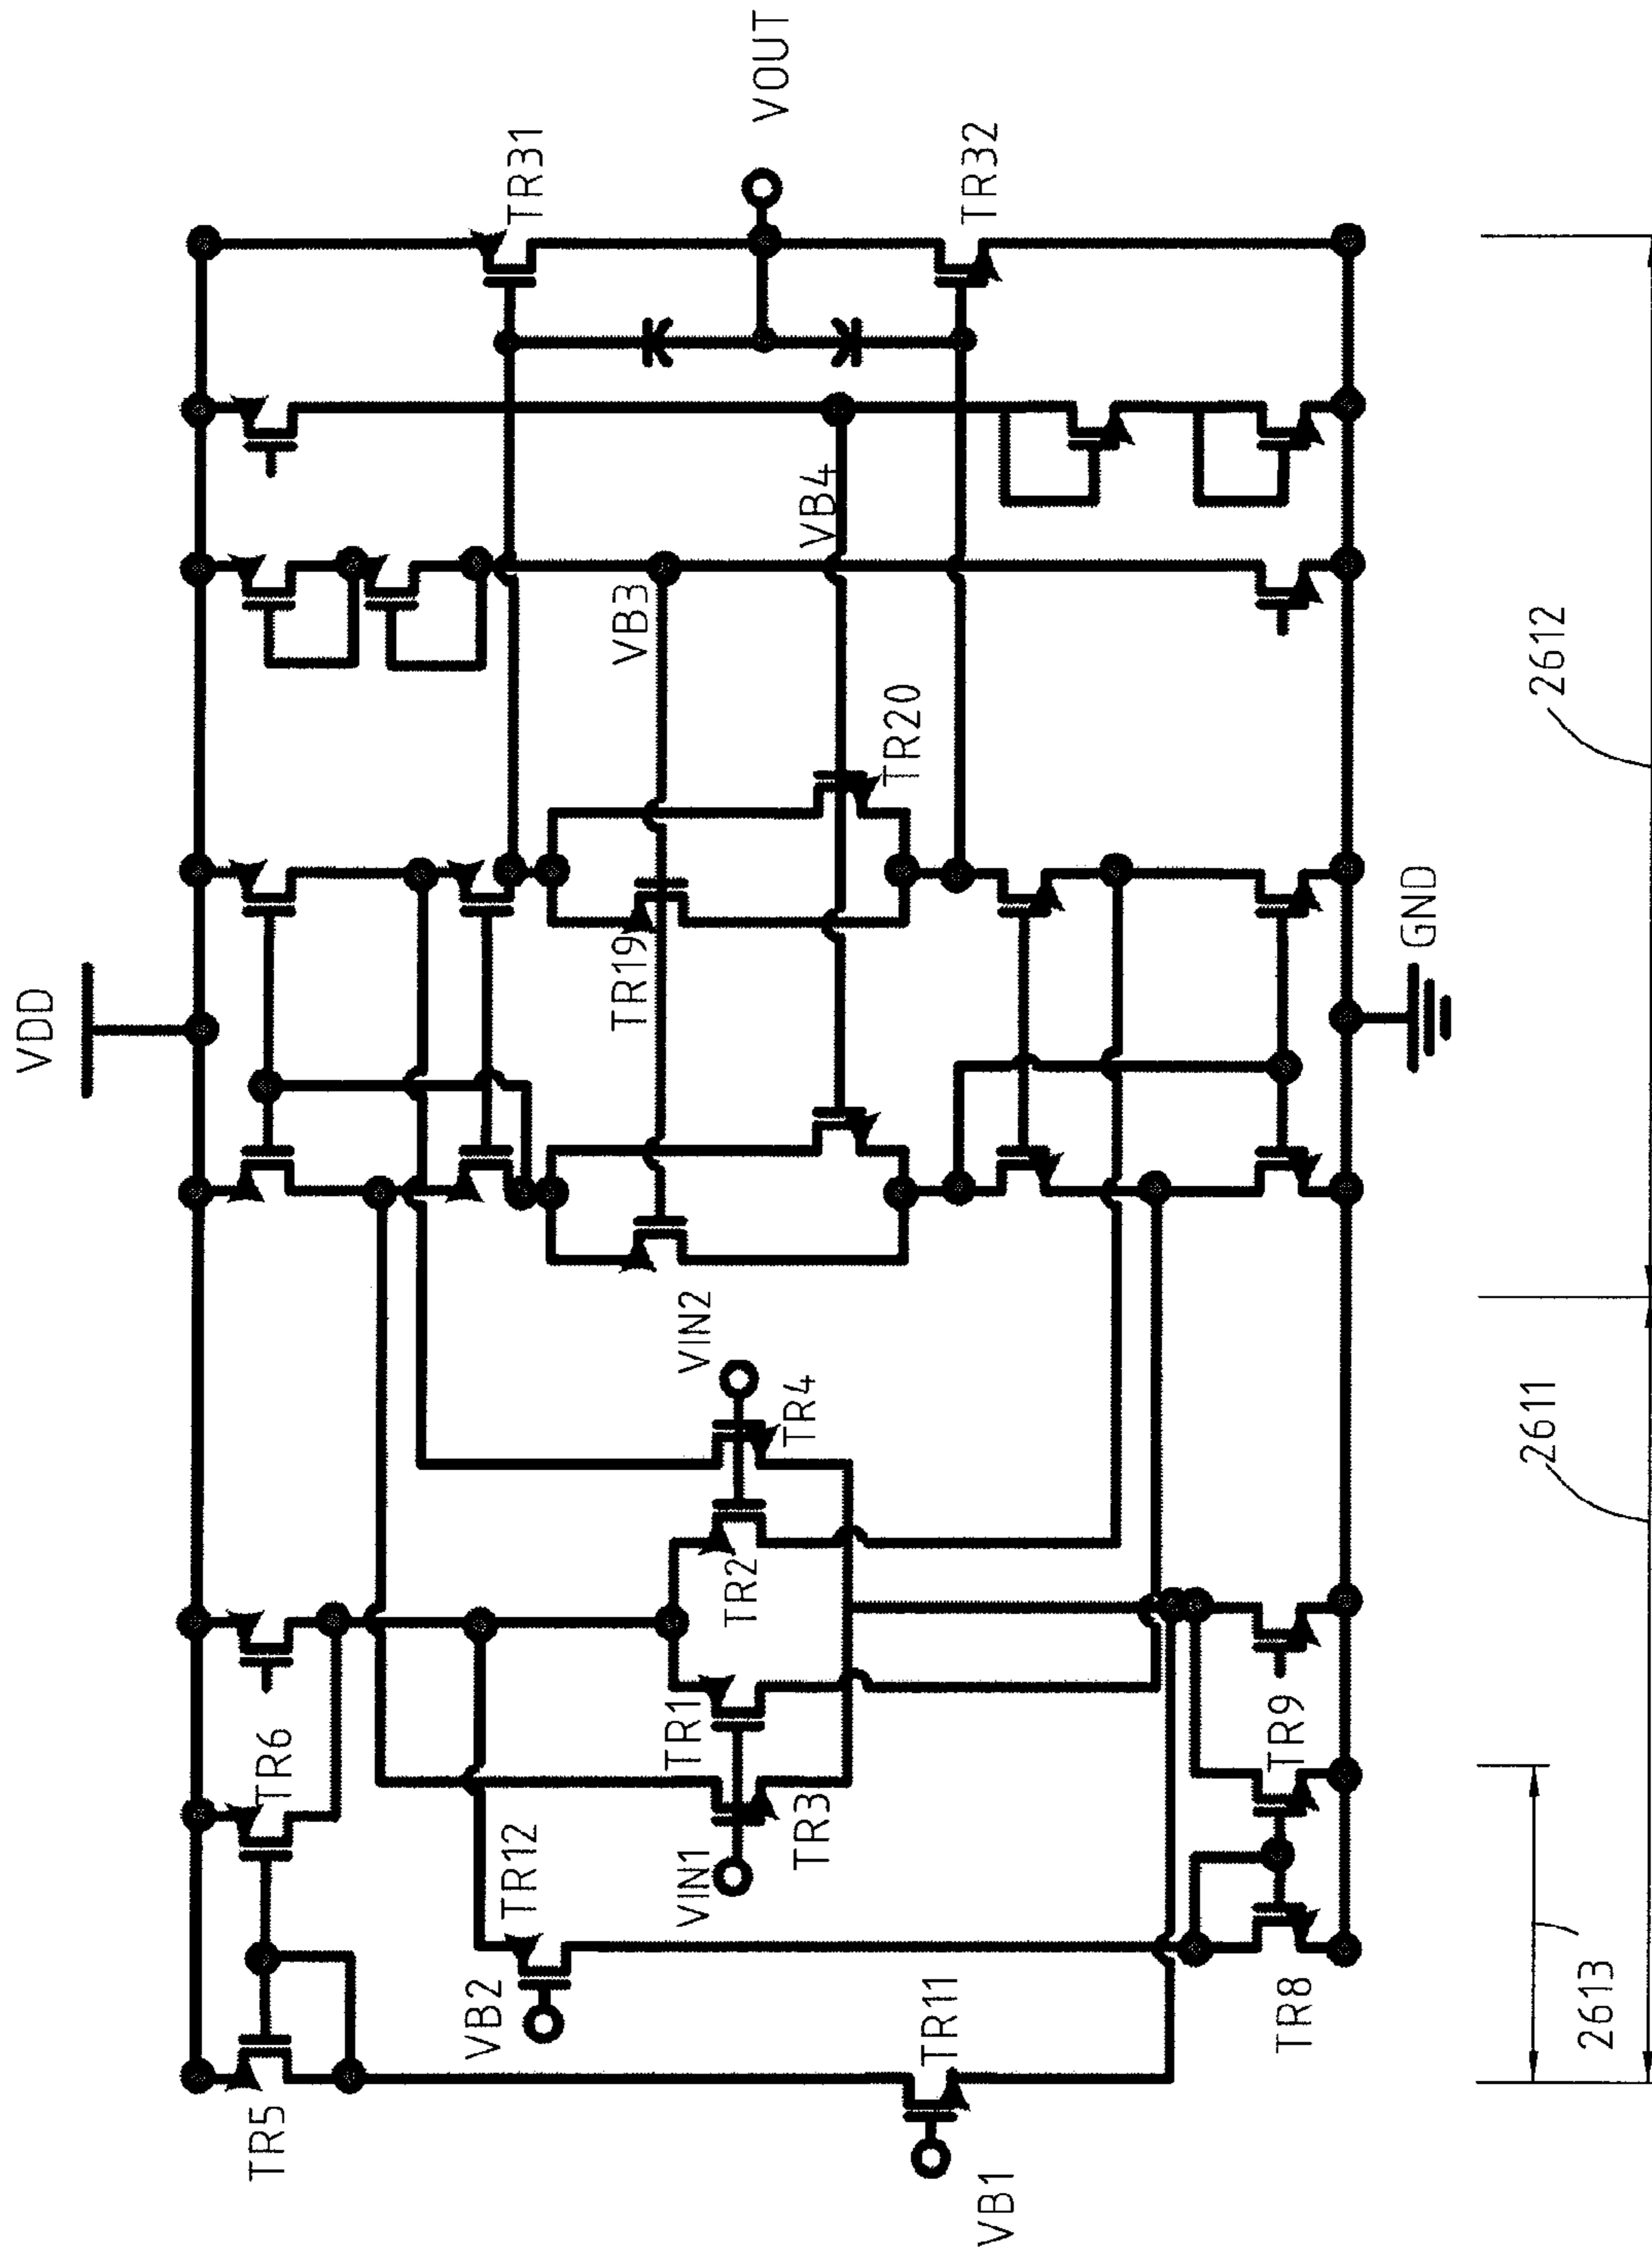 VDD
TR5
TR6
VB2
TR12
VIN1
TR3
TR1
TR2
TR4
VIN2
VB1
TR11
TR8
TR9
TR19
TR20
VB3
VB4
TR31
TR32
VOUT
GND
2613
2611
2612